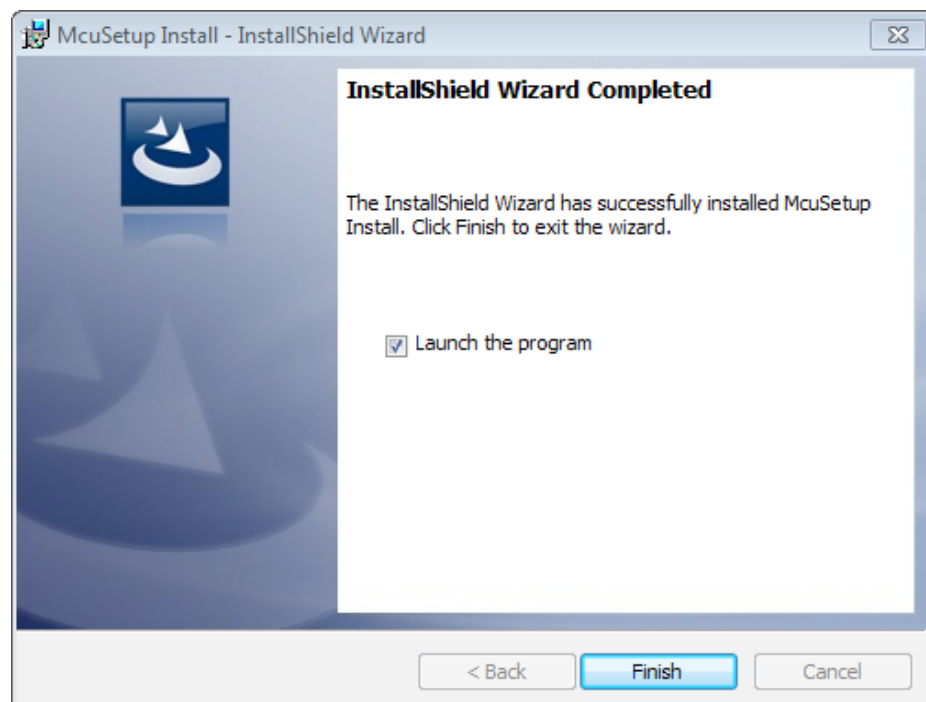 McuSetup Install - InstallShield Wizard
InstallShield Wizard Completed
The InstallShield Wizard has successfully installed McuSetup
Install. Click Finish to exit the wizard.
Launch the program
< Back
Finish
Cancel